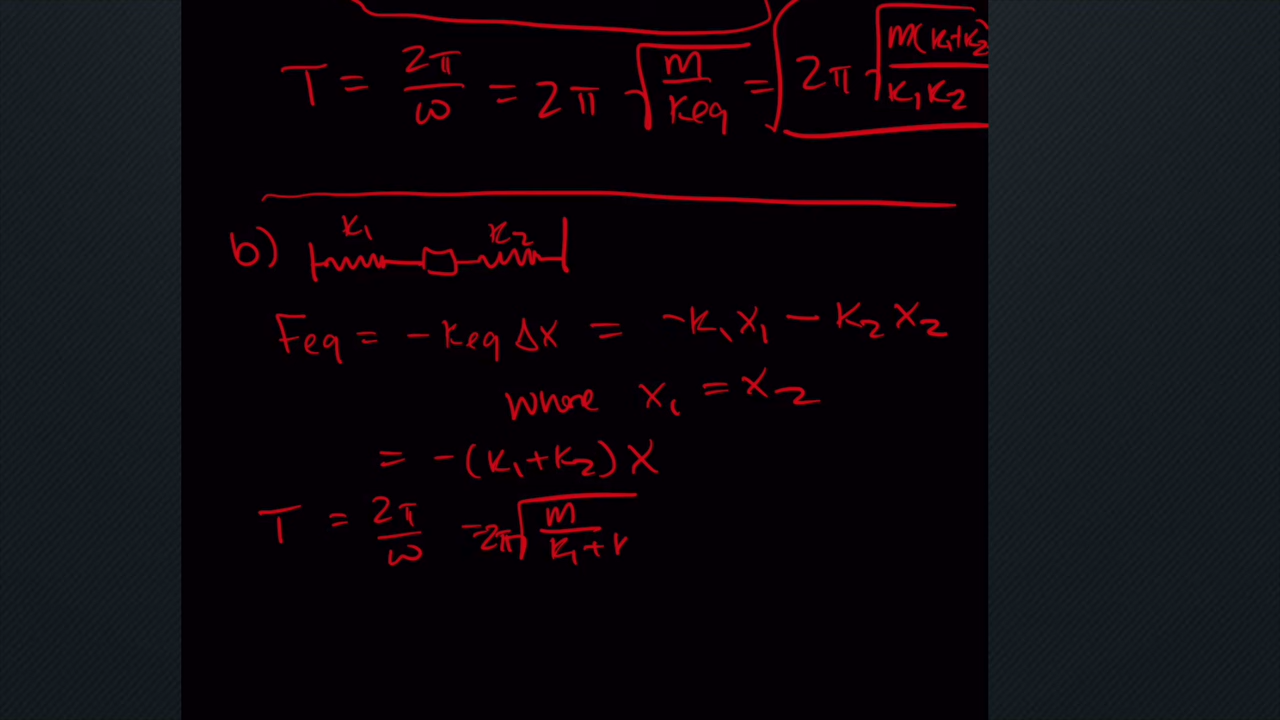 T = 2π/ω = 2π √(m/keq) = 2π √(m(k₁+k₂)/k₁k₂)
b) k₁ k₂
Feq = -keq Δx = -k₁x₁ - k₂x₂
where x₁ = x₂
= -(k₁+k₂)x
T = 2π/ω = 2π √(m/k₁+